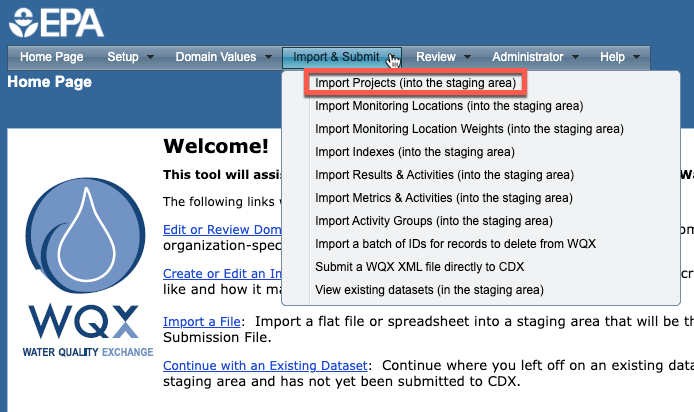 EPA
Home Page Setup Domain Values Import & Submit Review Administrator Help
Home Page
Import Projects (into the staging area)
Import Monitoring Locations (into the staging area)
Import Monitoring Location Weights (into the staging area)
Import Indexes (into the staging area)
Import Results & Activities (into the staging area)
Import Metrics & Activities (into the staging area)
Import Activity Groups (into the staging area)
Import a batch of IDs for records to delete from WQX
Submit a WQX XML file directly to CDX
View existing datasets (in the staging area)
WQX
WATER QUALITY EXCHANGE
Welcome!
This tool will assis
The following links
Edit or Review Dom
organization-spec
Create or Edit an Im
like and how it ma
Import a File: Import a flat file or spreadsheet into a staging area that will be th
Submission File.
Continue with an Existing Dataset: Continue where you left off on an existing data
staging area and has not yet been submitted to CDX.